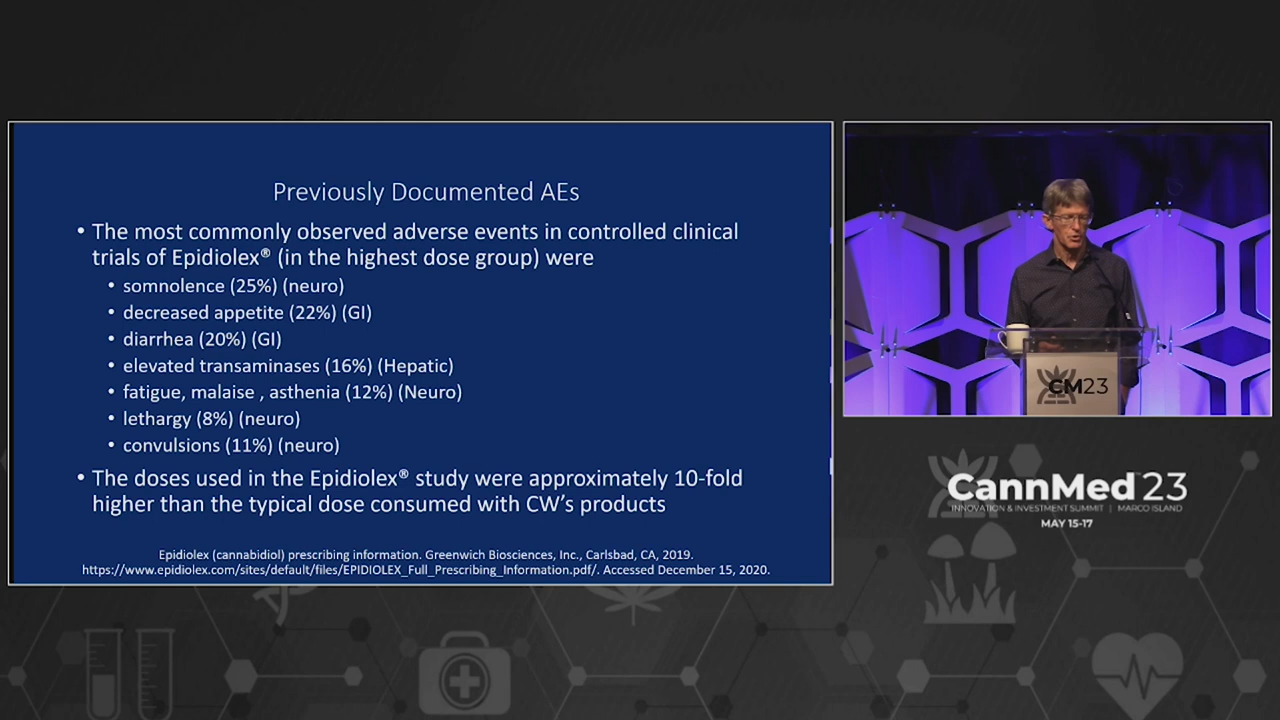 Previously Documented AEs
• The most commonly observed adverse events in controlled clinical
trials of Epidiolex® (in the highest dose group) were
• somnolence (25%) (neuro)
• decreased appetite (22%) (GI)
• diarrhea (20%) (GI)
• elevated transaminases (16%) (Hepatic)
• fatigue, malaise , asthenia (12%) (Neuro)
• lethargy (8%) (neuro)
• convulsions (11%) (neuro)
• The doses used in the Epidiolex® study were approximately 10-fold
higher than the typical dose consumed with CW’s products
Epidiolex (cannabidiol) prescribing information. Greenwich Biosciences, Inc., Carlsbad, CA, 2019.
https://www.epidiolex.com/sites/default/files/EPIDIOLEX_Full_Prescribing_Information.pdf/. Accessed December 15, 2020.
CM23
CannMed 23
INNOVATION & INVESTMENT SUMMIT | MARCO ISLAND
MAY 15-17